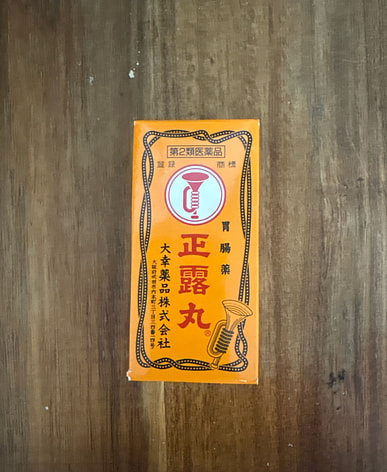 第2類医薬品
登録 商標
胃腸薬
正露丸
大幸薬品株式会社